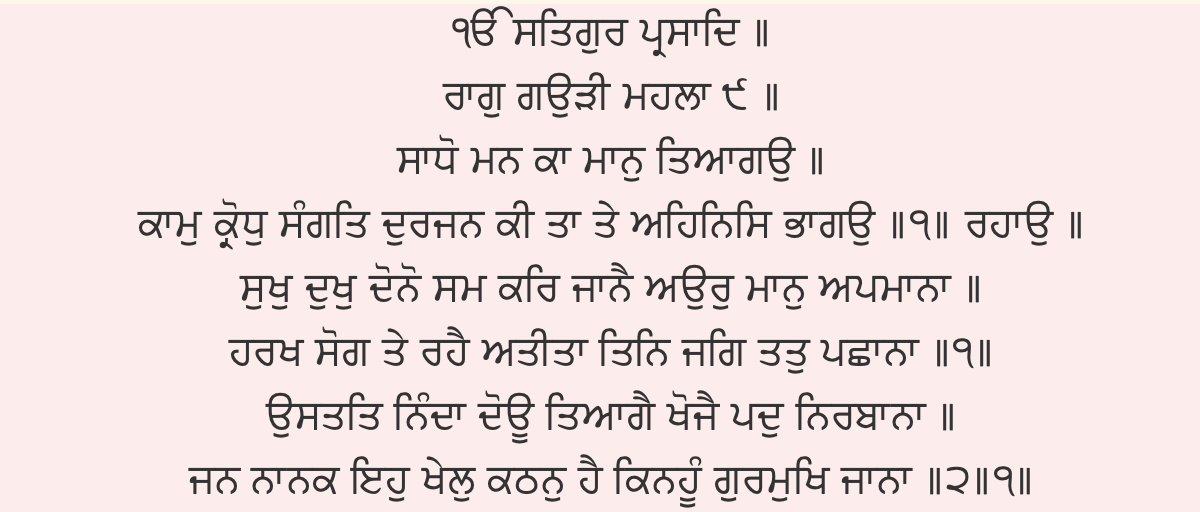 ੴ ਸਤਿਗੁਰ ਪ੍ਰਸਾਦਿ ॥
ਰਾਗੁ ਗਉੜੀ ਮਹਲਾ ੯ ॥
ਸਾਧੋ ਮਨ ਕਾ ਮਾਨੁ ਤਿਆਗਉ ॥
ਕਾਮੁ ਕ੍ਰੋਧੁ ਸੰਗਤਿ ਦੁਰਜਨ ਕੀ ਤਾ ਤੇ ਅਹਿਨਿਸਿ ਭਾਗਉ ॥੧॥ ਰਹਾਉ ॥
ਸੁਖੁ ਦੁਖੁ ਦੋਨੋ ਸਮ ਕਰਿ ਜਾਨੈ ਅਉਰੁ ਮਾਨੁ ਅਪਮਾਨਾ ॥
ਹਰਖ ਸੋਗ ਤੇ ਰਹੈ ਅਤੀਤਾ ਤਿਨਿ ਜਗਿ ਤਤੁ ਪਛਾਨਾ ॥੧॥
ਉਸਤਤਿ ਨਿੰਦਾ ਦੋਊ ਤਿਆਗੈ ਖੋਜੈ ਪਦੁ ਨਿਰਬਾਨਾ ॥
ਜਨ ਨਾਨਕ ਇਹੁ ਖੇਲੁ ਕਠਨੁ ਹੈ ਕਿਨਹੂੰ ਗੁਰਮੁਖਿ ਜਾਨਾ ॥੨॥੧॥